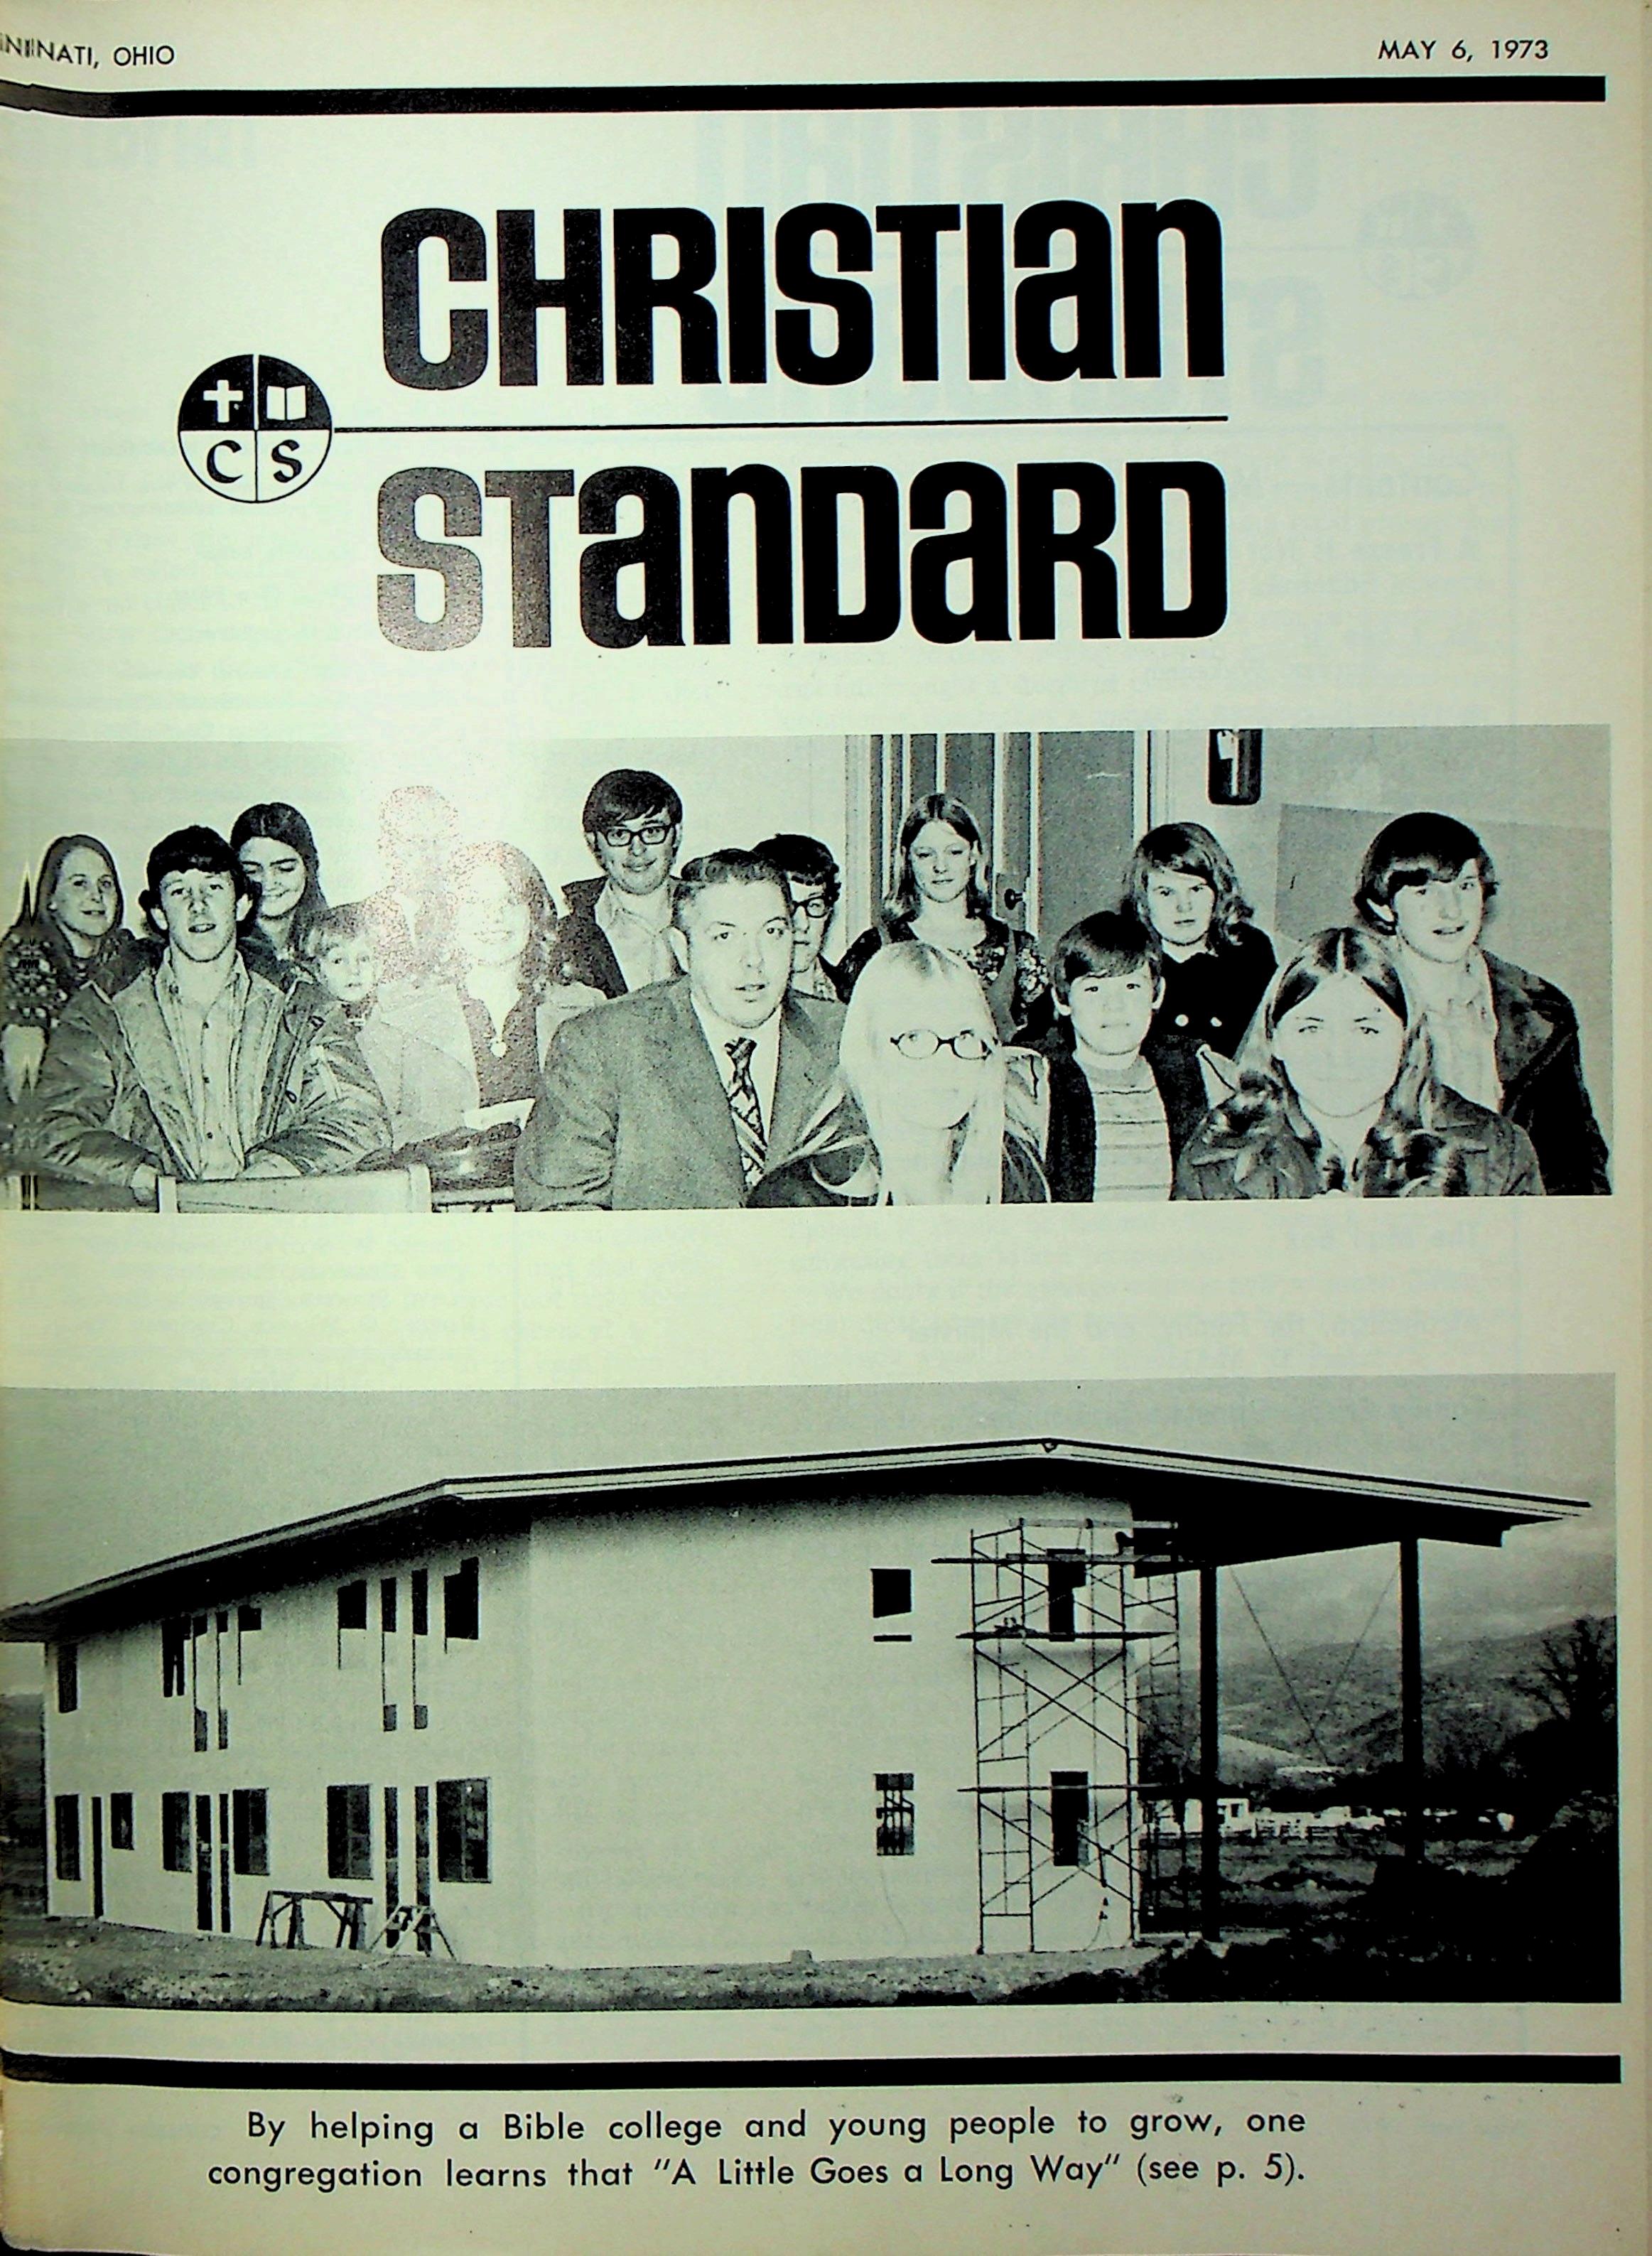 CININNATI, OHIO
MAY 6, 1973
CHRISTian
STanDaRD
C S
By helping a Bible college and young people to grow, one
congregation learns that "A Little Goes a Long Way" (see p. 5).